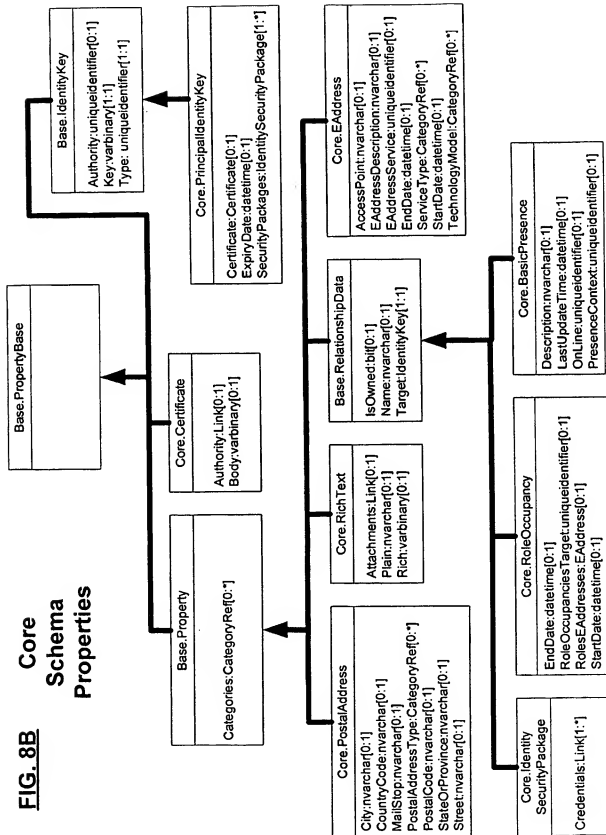 FIG. 8B
Core
Schema
Properties
Base.PropertyBase
Base.IdentityKey
Authority:uniqueidentifier[0:1]
Key:varbinary[1:1]
Type: uniqueidentifier[1:1]
Base.Property
Categories:CategoryRef[0:*]
Core.Certificate
Authority:Link[0:1]
Body:varbinary[0:1]
Core.PrincipalIdentityKey
Certificate:Certificate[0:1]
ExpiryDate:datetime[0:1]
SecurityPackages:IdentitySecurityPackage[1:*]
Core.PostalAddress
City:nvarchar[0:1]
CountryCode:nvarchar[0:1]
MailStop:nvarchar[0:1]
PostalAddressType:CategoryRef[0:*]
PostalCode:nvarchar[0:1]
StateOrProvince:nvarchar[0:1]
Street:nvarchar[0:1]
Core.RichText
Attachments:Link[0:1]
Plain:nvarchar[0:1]
Rich:varbinary[0:1]
Base.RelationshipData
IsOwned:bit[0:1]
Name:nvarchar[0:1]
Target:IdentityKey[1:1]
Core.EAddress
AccessPoint:nvarchar[0:1]
EAddressDescription:nvarchar[0:1]
EAddressService:uniqueidentifier[0:1]
EndDate:datetime[0:1]
ServiceType:CategoryRef[0:*]
StartDate:datetime[0:1]
TechnologyModel:CategoryRef[0:*]
Core.Identity
SecurityPackage
Credentials:Link[1:*]
Core.RoleOccupancy
EndDate:datetime[0:1]
RoleOccupanciesTarget:uniqueidentifier[0:1]
RolesEAddresses:EAddress[0:1]
StartDate:datetime[0:1]
Core.BasicPresence
Description:nvarchar[0:1]
LastUpdateTime:datetime[0:1]
OnLine:uniqueidentifier[0:1]
PresenceContext:uniqueidentifier[0:1]